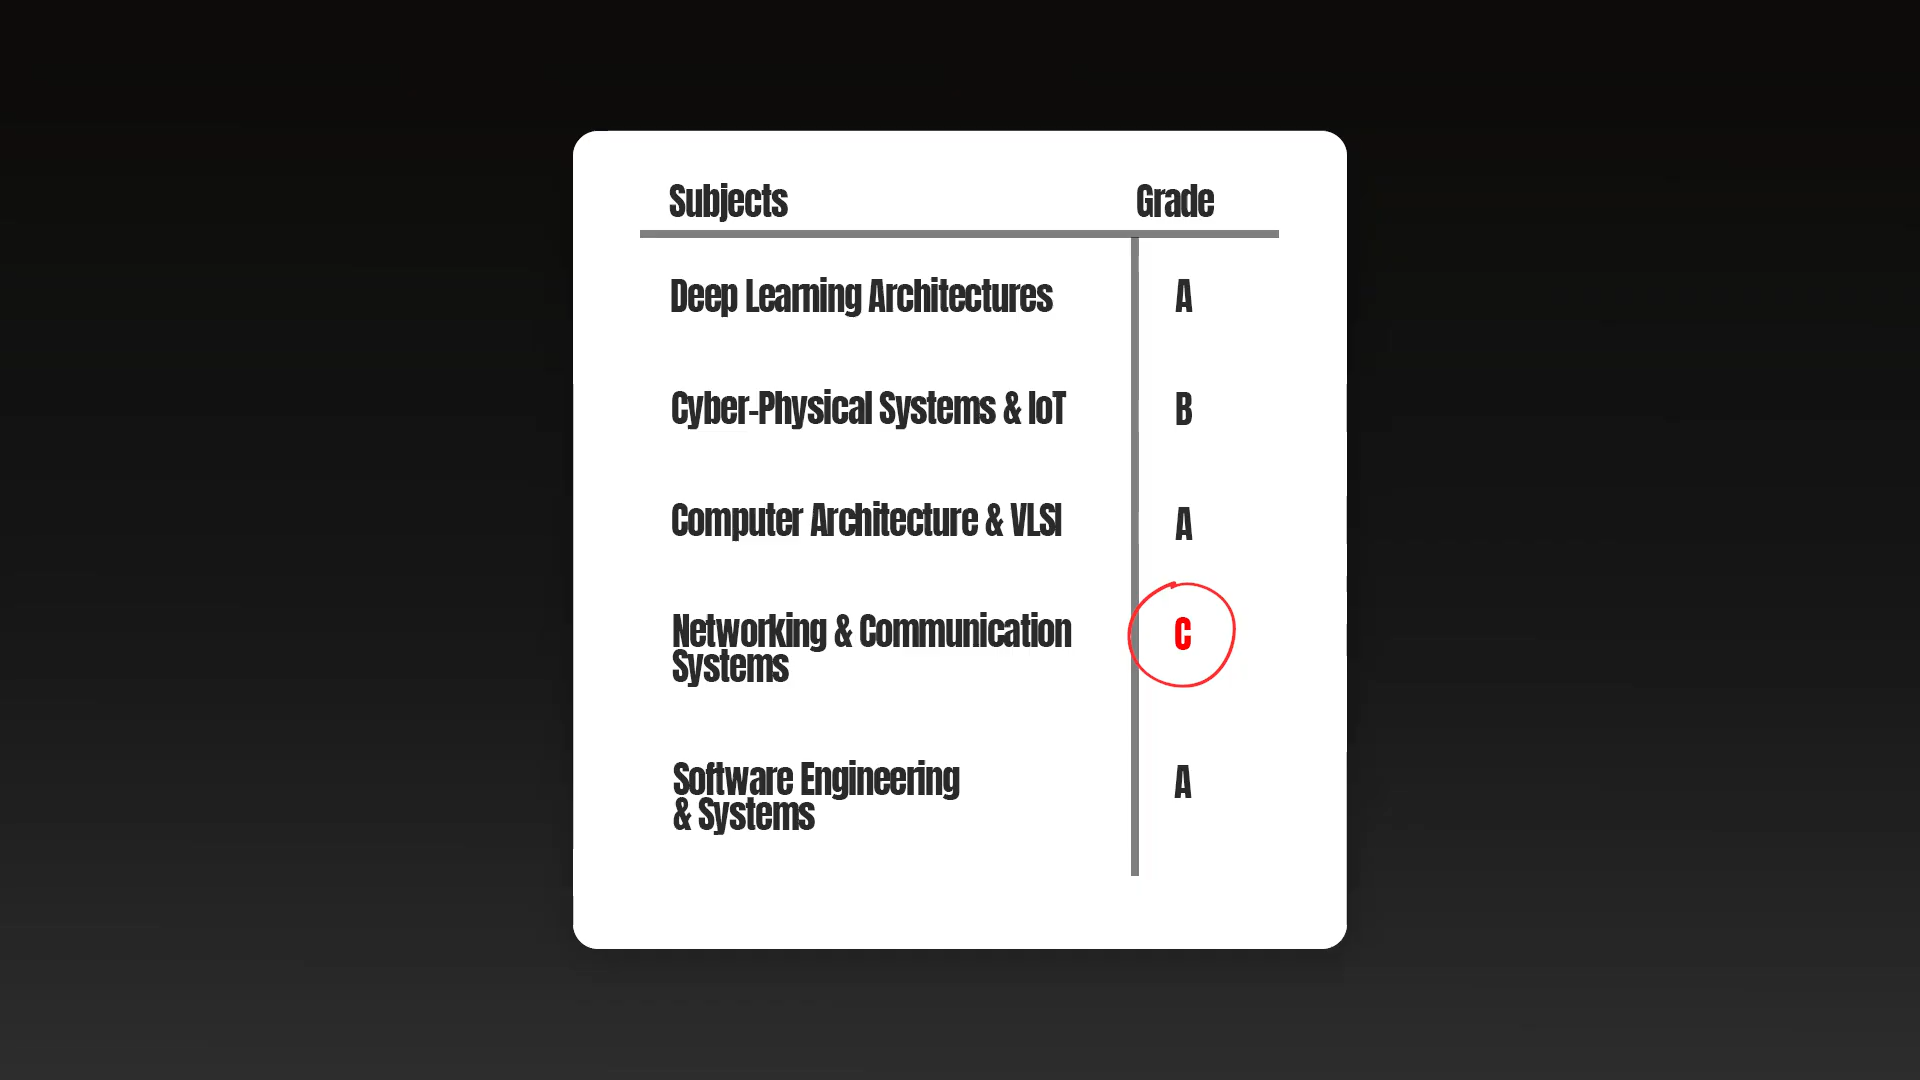 Subjects Grade
Deep Learning Architectures A
Cyber-Physical Systems & IoT B
Computer Architecture & VLSI A
Networking & Communication
Systems
C
Software Engineering
& Systems
A